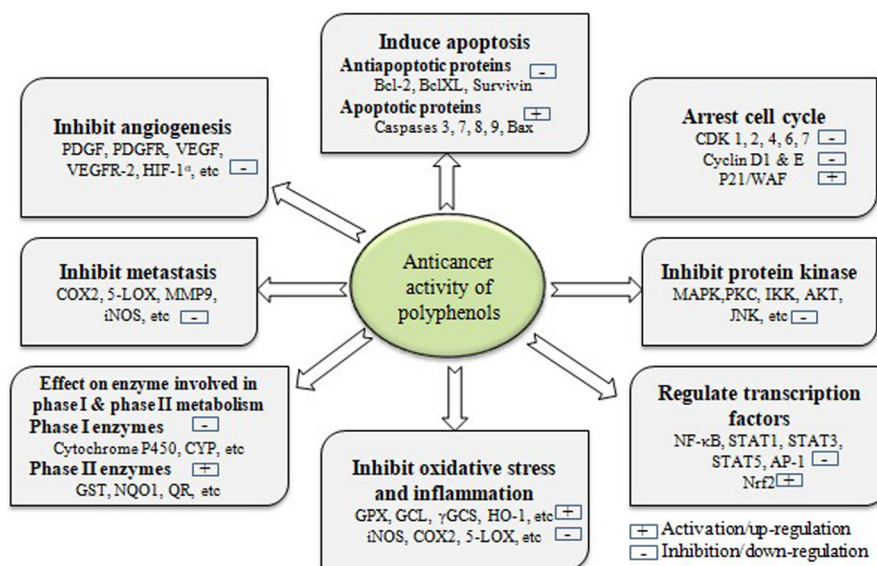 Induce apoptosis
Antiapoptotic proteins -
Bcl-2, BclXL, Survivin
Apoptotic proteins +
Caspases 3, 7, 8, 9, Bax
Inhibit angiogenesis
PDGF, PDGFR, VEGF,
VEGFR-2, HIF-1α, etc -
Arrest cell cycle
CDK 1, 2, 4, 6, 7 -
Cyclin D1 & E -
P21/WAF +
Inhibit metastasis
COX2, 5-LOX, MMP9,
iNOS, etc -
Anticancer
activity of
polyphenols
Inhibit protein kinase
MAPK,PKC, IKK, AKT,
JNK, etc -
Effect on enzyme involved in
phase I & phase II metabolism
Phase I enzymes -
Cytochrome P450, CYP, etc
Phase II enzymes +
GST, NQO1, QR, etc
Inhibit oxidative stress
and inflammation
GPX, GCL, γGCS, HO-1, etc +
iNOS, COX2, 5-LOX, etc -
Regulate transcription
factors
NF-κB, STAT1, STAT3,
STAT5, AP-1 -
Nrf2 +
+ Activation/up-regulation
- Inhibition/down-regulation